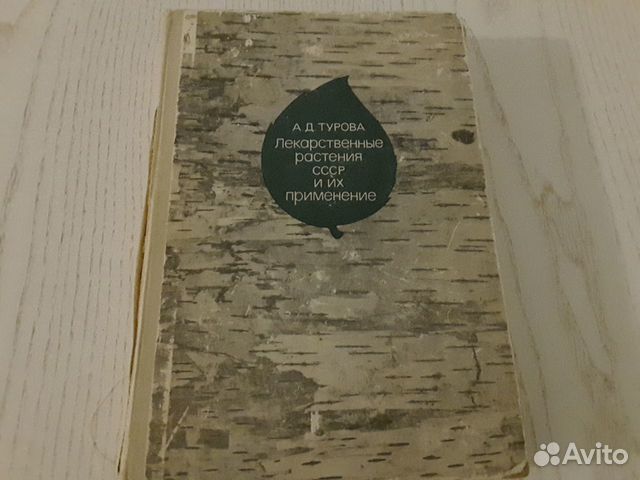 А.Д. ТУРОВА
Лекарственные
растения
СССР
и их
применение
Avito